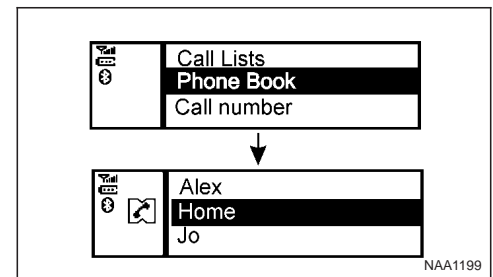 Call Lists
Phone Book
Call number
Alex
Home
Jo
NAA1199